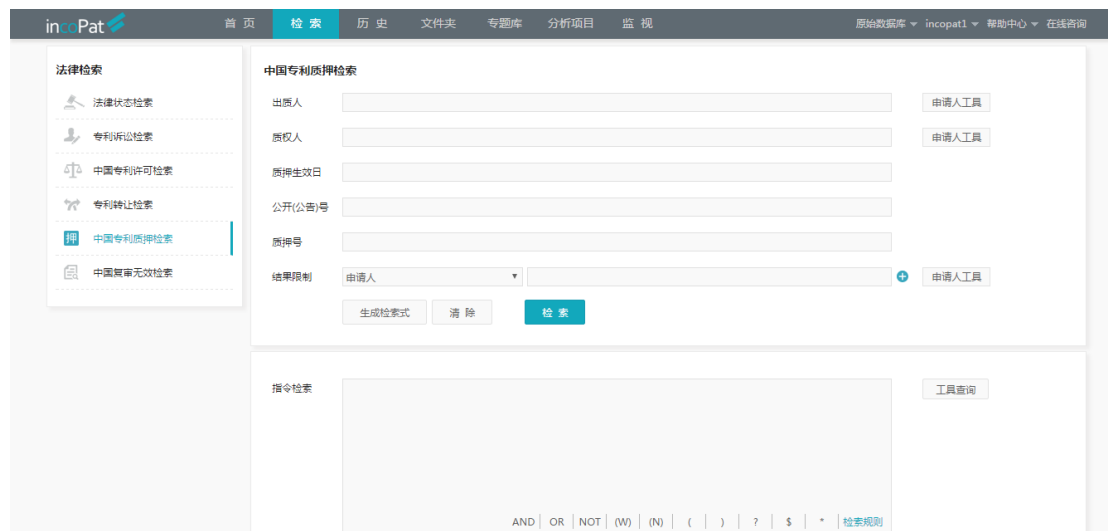 incoPat 首 页 检 索 历 史 文件夹 专题库 分析项目 监 视 原始数据库 incopat1 帮助中心 在线咨询
法律检索
法律状态检索
专利诉讼检索
中国专利许可检索
专利转让检索
押 中国专利质押检索
中国复审无效检索
中国专利质押检索
出质人 申请人工具
质权人 申请人工具
质押生效日
公开(公告)号
质押号
结果限制 申请人 申请人工具
生成检索式 清 除 检 索
指令检索 工具查询
AND OR NOT (W) (N) ( ) ? $ * 检索规则